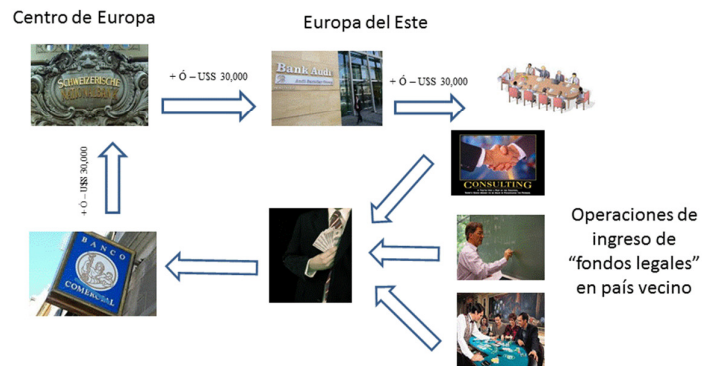 Centro de Europa
Europa del Este
+ Ó – U$S 30,000
+ Ó – U$S 30,000
SCHWEIZERISCHE
Bank Audi
+ Ó – U$S 30,000
CONSULTING
BANCO
COMERCIAL
Operaciones de
ingreso de
“fondos legales”
en país vecino